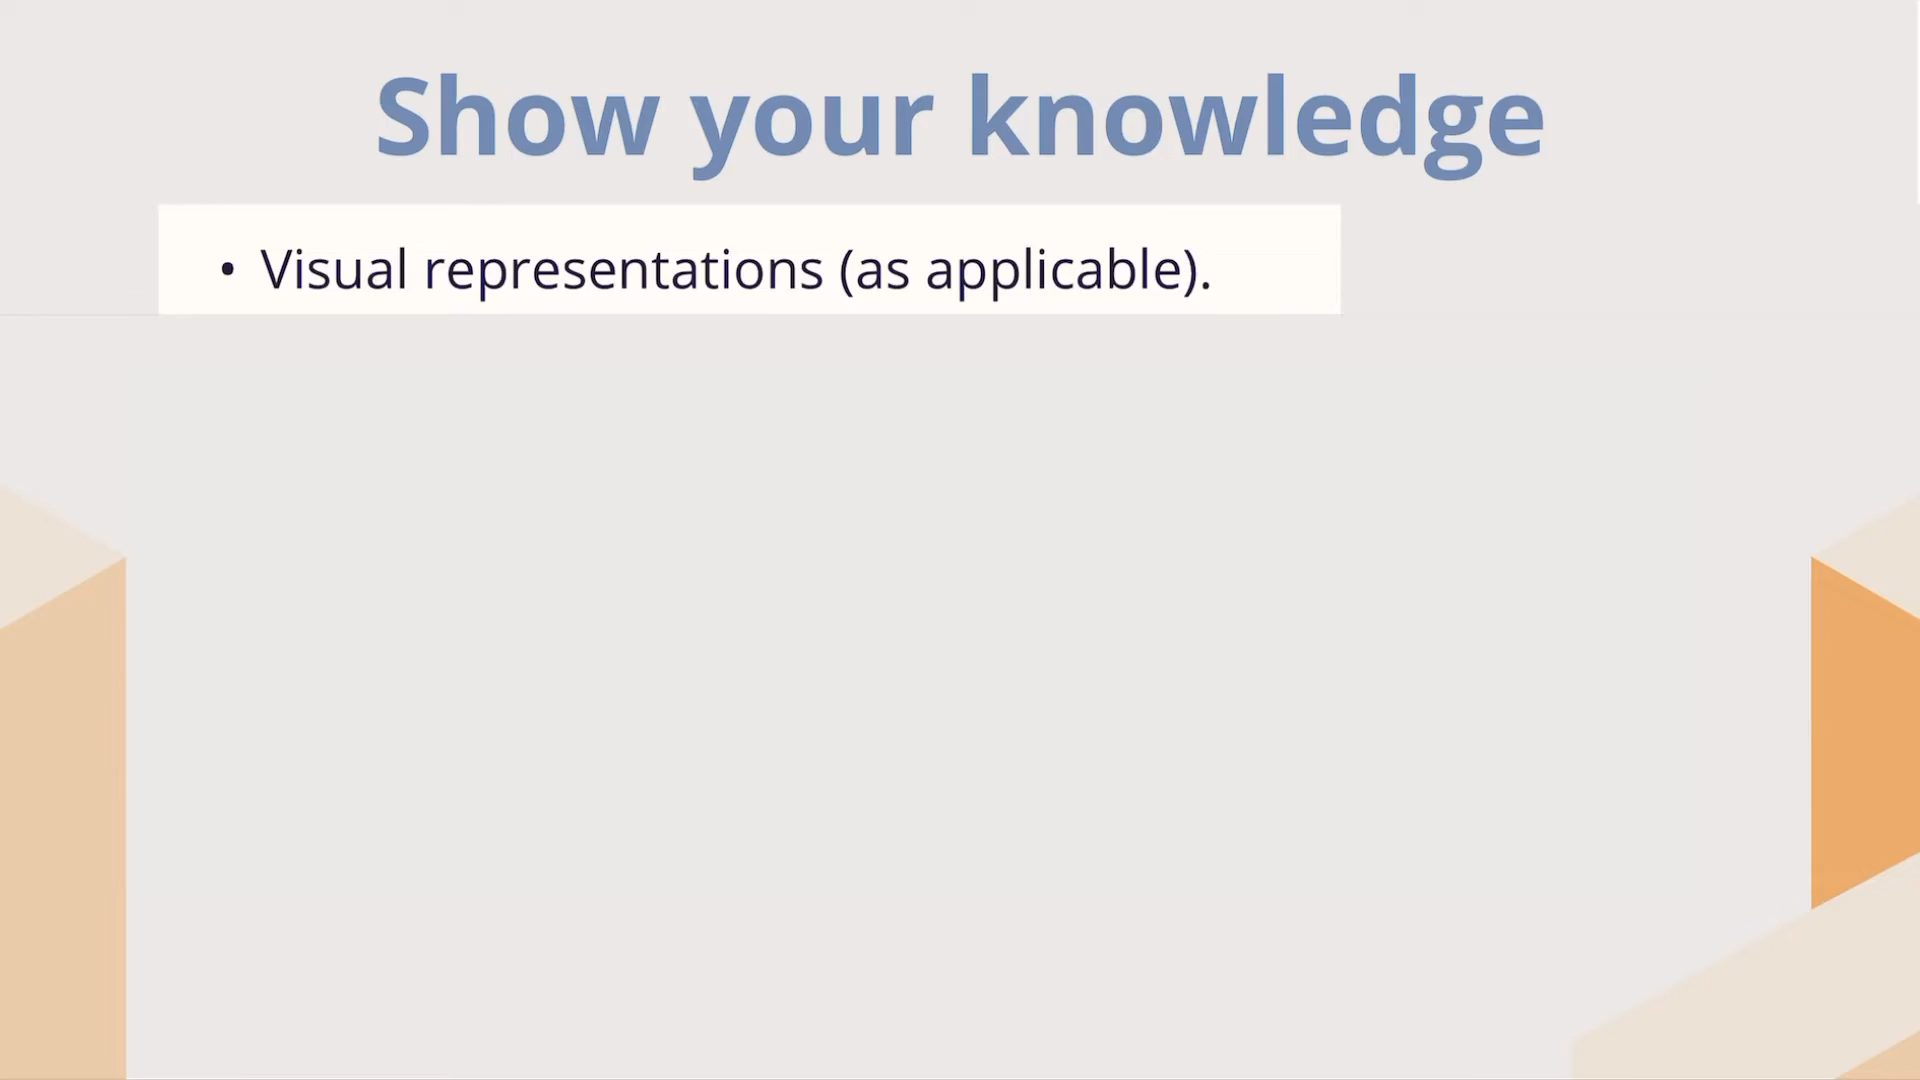 Show your knowledge
• Visual representations (as applicable).